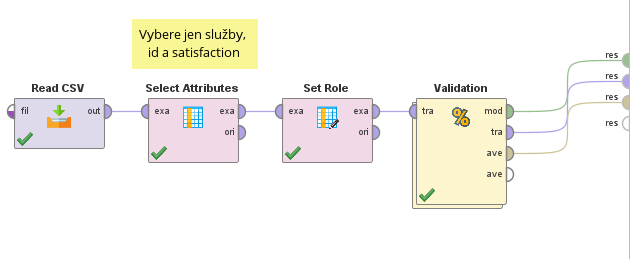 Vybere jen služby,
id a satisfaction
Read CSV
fil
out
Select Attributes
exa
exa
ori
Set Role
exa
exa
ori
Validation
tra
mod
tra
ave
ave
res
res
res
res